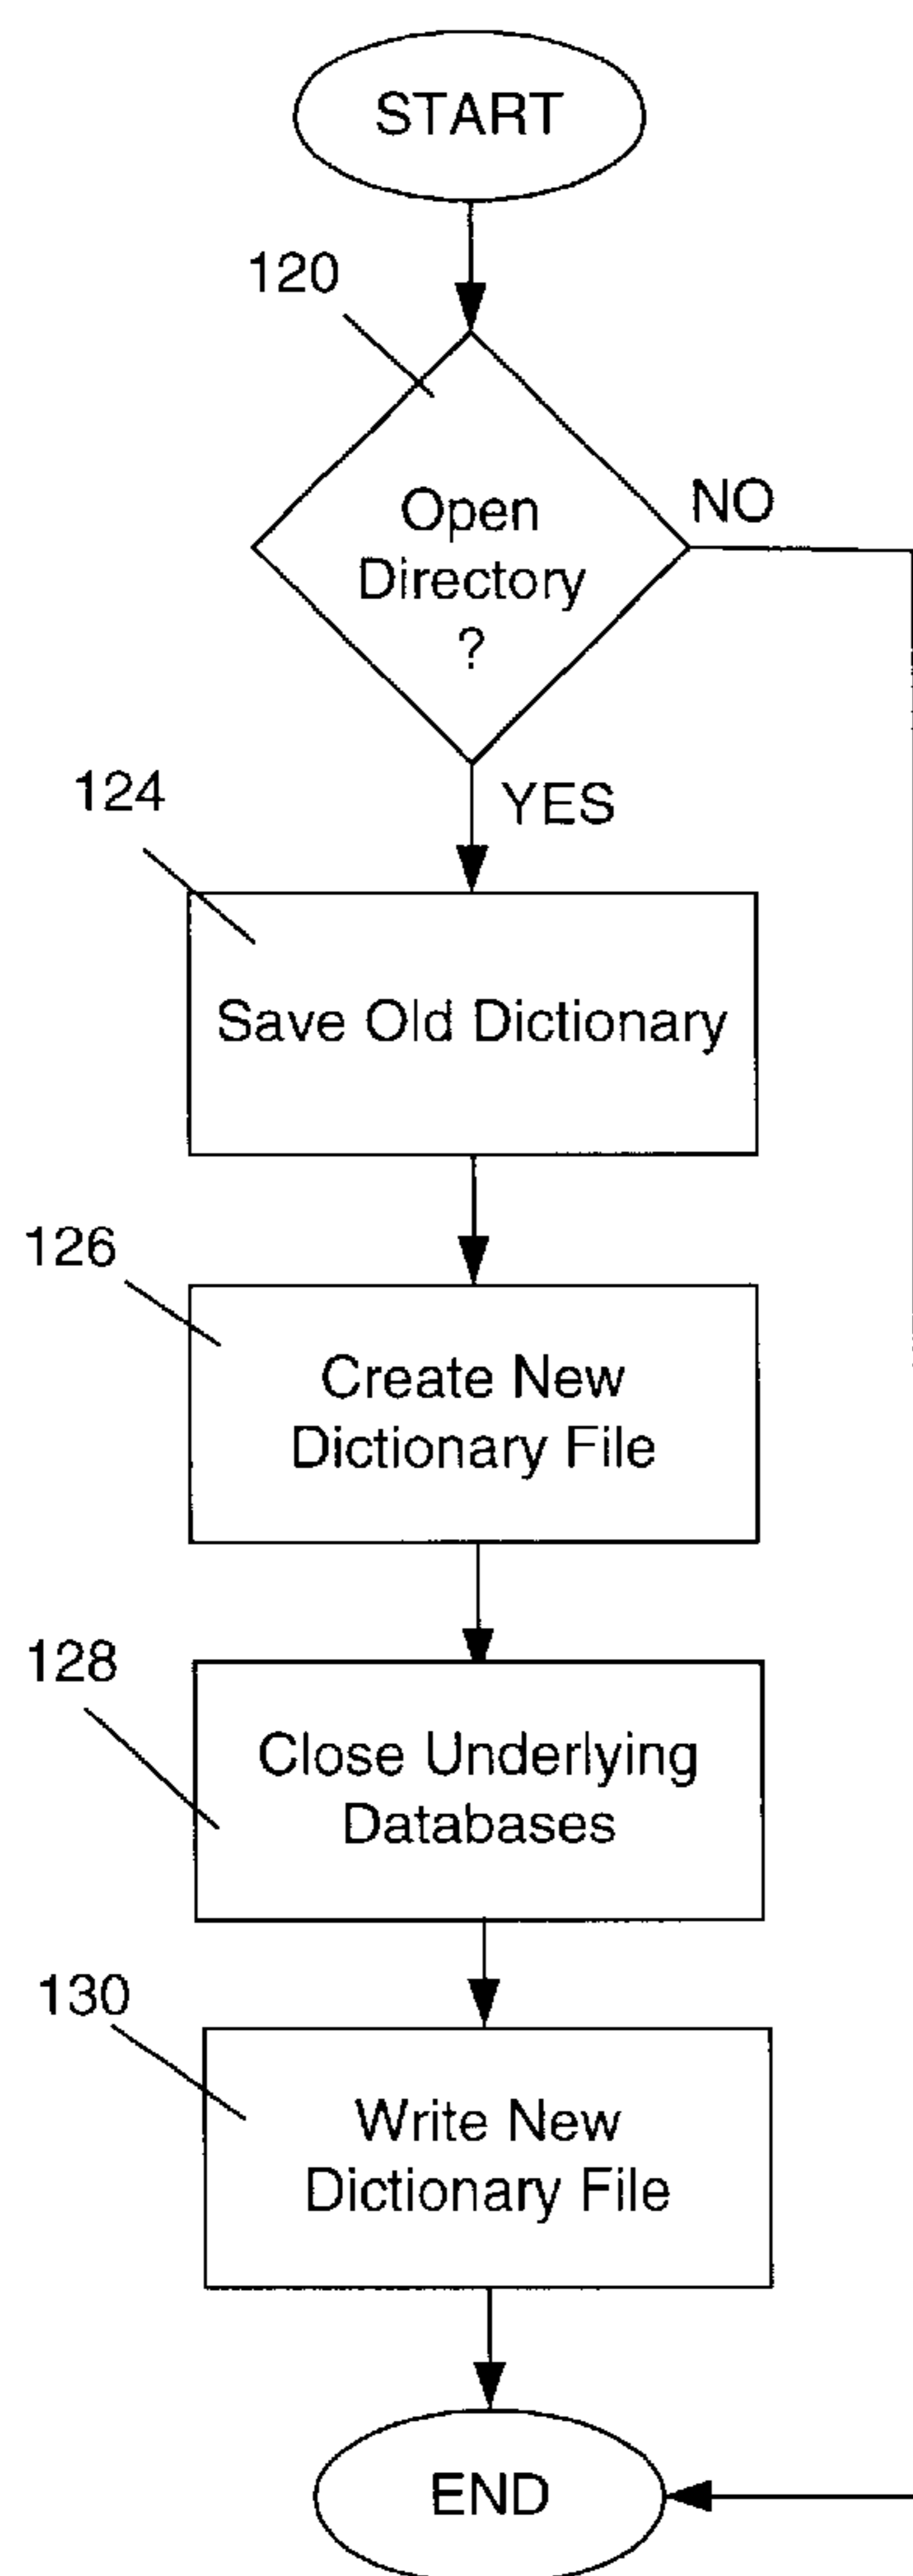 START
120
Open
Directory
?
NO
YES
124
Save Old Dictionary
126
Create New
Dictionary File
128
Close Underlying
Databases
130
Write New
Dictionary File
END